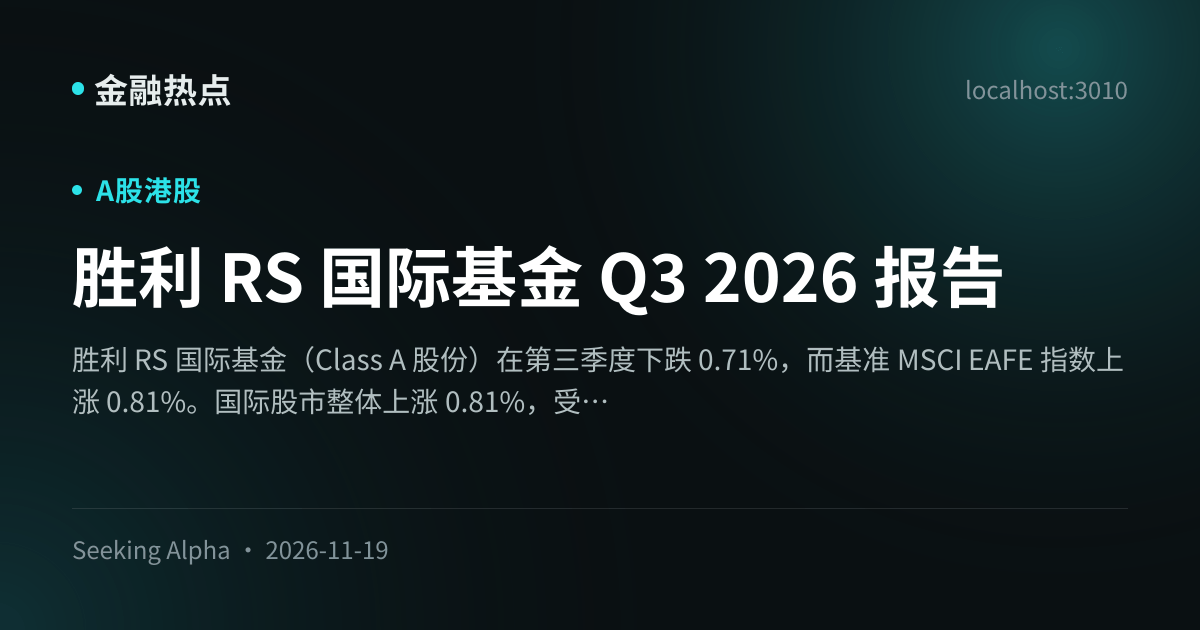 金融热点
localhost:3010
A股港股
胜利 RS 国际基金 Q3 2026 报告
胜利 RS 国际基金（Class A 股份）在第三季度下跌 0.71%，而基准 MSCI EAFE 指数上
涨 0.81%。国际股市整体上涨 0.81%，受…
Seeking Alpha · 2026-11-19